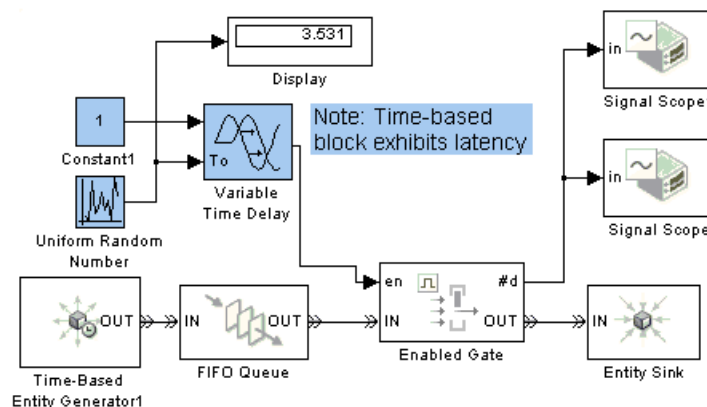 3.531
Display
in
Signal Scope1
1
Constant1
To
Variable
Time Delay
Note: Time-based
block exhibits latency
in
Signal Scope
Uniform Random
Number
OUT
Time-Based
Entity Generator1
IN
OUT
FIFO Queue
en
#d
IN
OUT
Enabled Gate
IN
Entity Sink